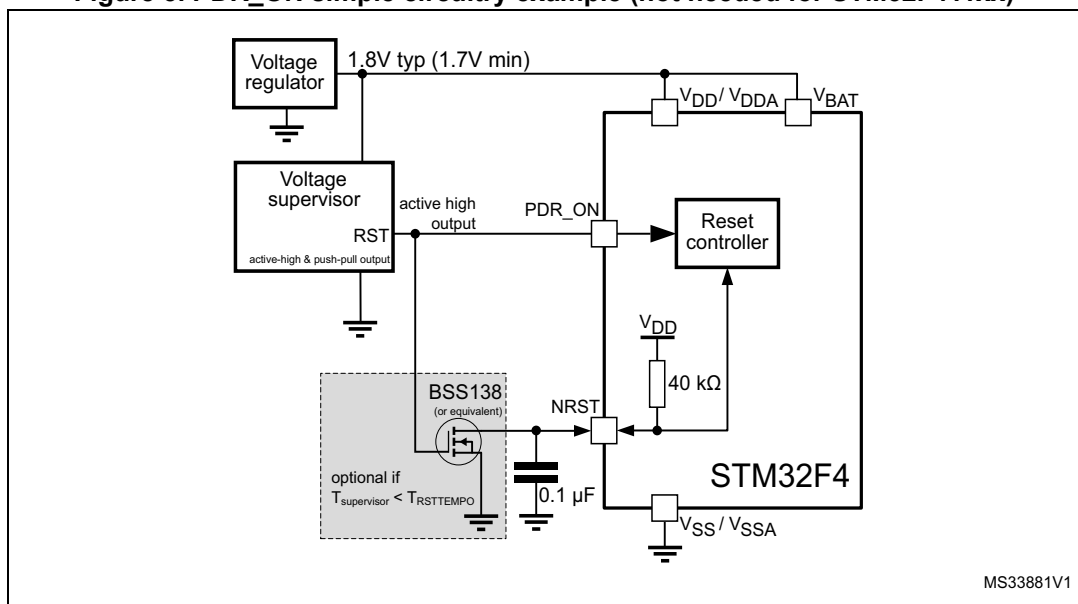 Figure PDR_ON simple circuitry example (not needed for
Voltage
regulator
1.8V typ (1.7V min)
VDD/ VDDA
VBAT
Voltage
supervisor
RST
active-high & push-pull output
active high
output
PDR_ON
Reset
controller
VDD
40 kΩ
BSS138
(or equivalent)
NRST
optional if
Tsupervisor < TRSTTEMPO
0.1 µF
STM32F4
VSS / VSSA
MS33881V1